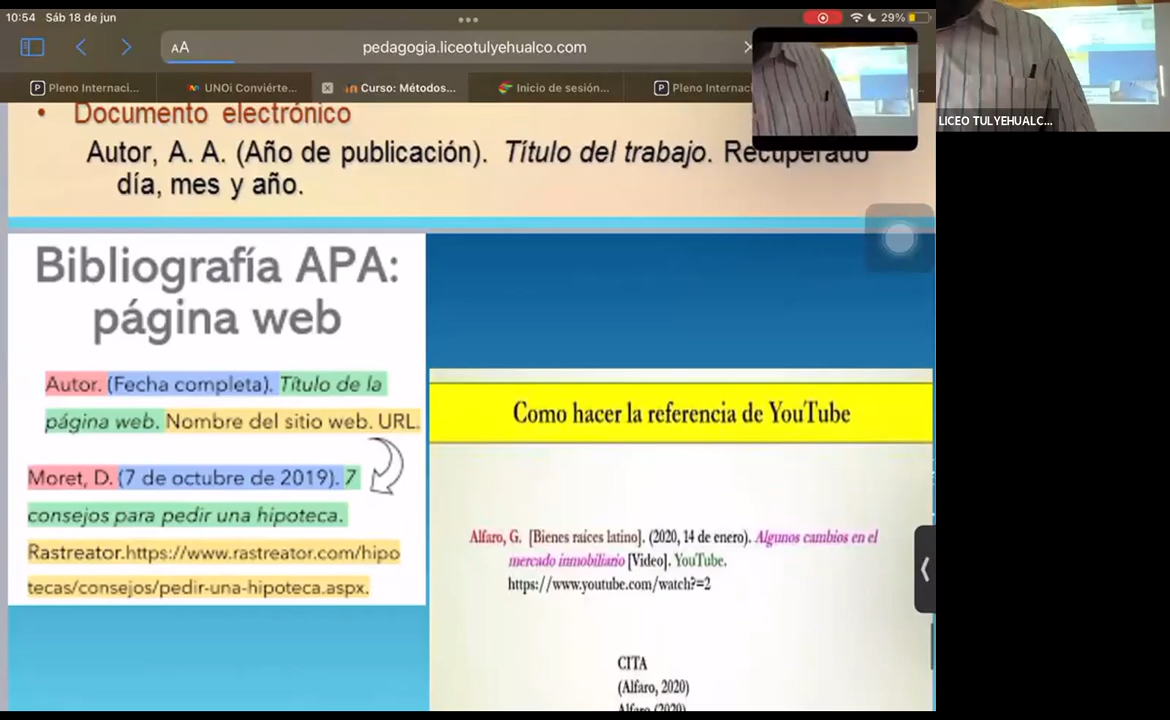 10:54 Sáb 18 de jun
29%
AA pedagogia.liceotulyehualco.com
Pleno Internaci...
UNOi Conviérte...
Curso: Métodos...
Inicio de sesión...
Pleno Internac
LICEO TULYEHUALC...
• Documento electrónico
Autor, A. A. (Año de publicación). Título del trabajo. Recuperado
día, mes y año.
Bibliografía APA:
página web
Autor. (Fecha completa). Título de la
página web. Nombre del sitio web. URL.
Moret, D. (7 de octubre de 2019). 7
consejos para pedir una hipoteca.
Rastreator.https://www.rastreator.com/hipo
tecas/consejos/pedir-una-hipoteca.aspx.
Como hacer la referencia de YouTube
Alfaro, G. [Bienes raíces latino]. (2020, 14 de enero). Algunos cambios en el
mercado inmobiliario [Video]. YouTube.
https://www.youtube.com/watch?=2
CITA
(Alfaro, 2020)
Alfaro (2020)